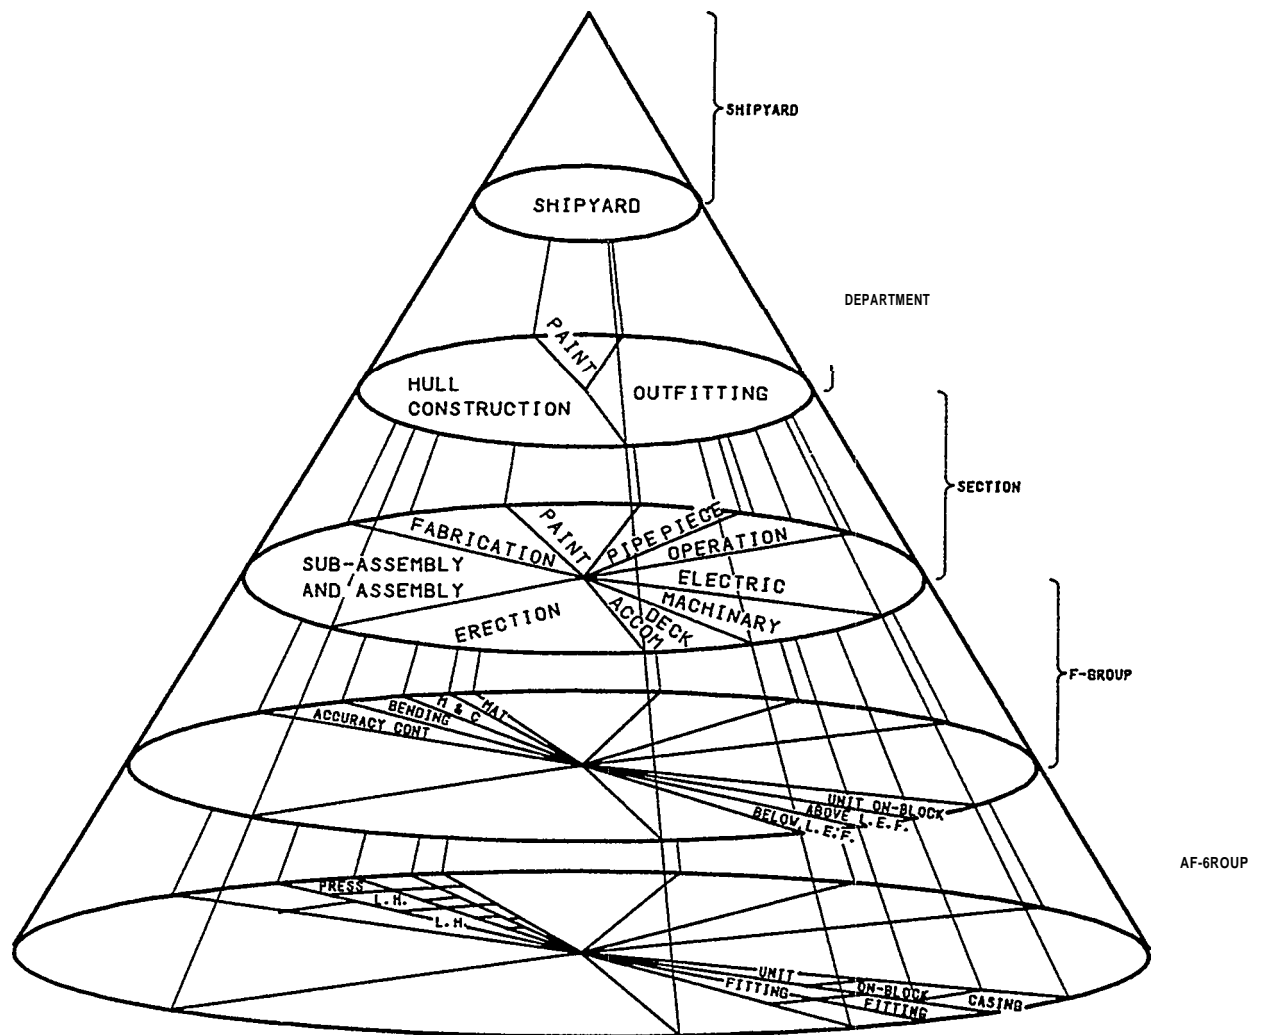 SHIPYARD
SHIPYARD
DEPARTMENT
PAINT
HULL
CONSTRUCTION
OUTFITTING
SECTION
FABRICATION
PAINT
PIPE PIECE
OPERATION
SUB-ASSEMBLY
AND ASSEMBLY
ELECTRIC
MACHINARY
DECK
ACCOM
ERECTION
F-GROUP
MAT
M & C
BENDING
ACCURACY CONT
UNIT ON-BLOCK
ABOVE L.E.F.
BELOW L.E.F.
AF-6ROUP
PRESS
L.H.
L.H.
UNIT
FITTING
ON-BLOCK
FITTING
CASING